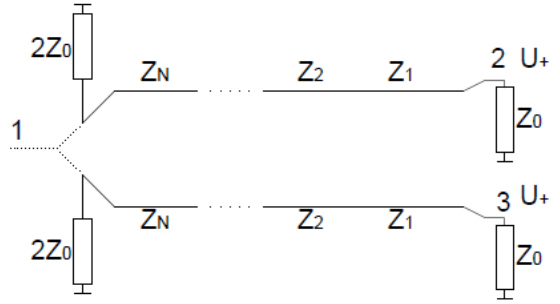 2Z0
ZN Z2 Z1 2 U+
Z0
1
ZN Z2 Z1 3 U+
2Z0 Z0